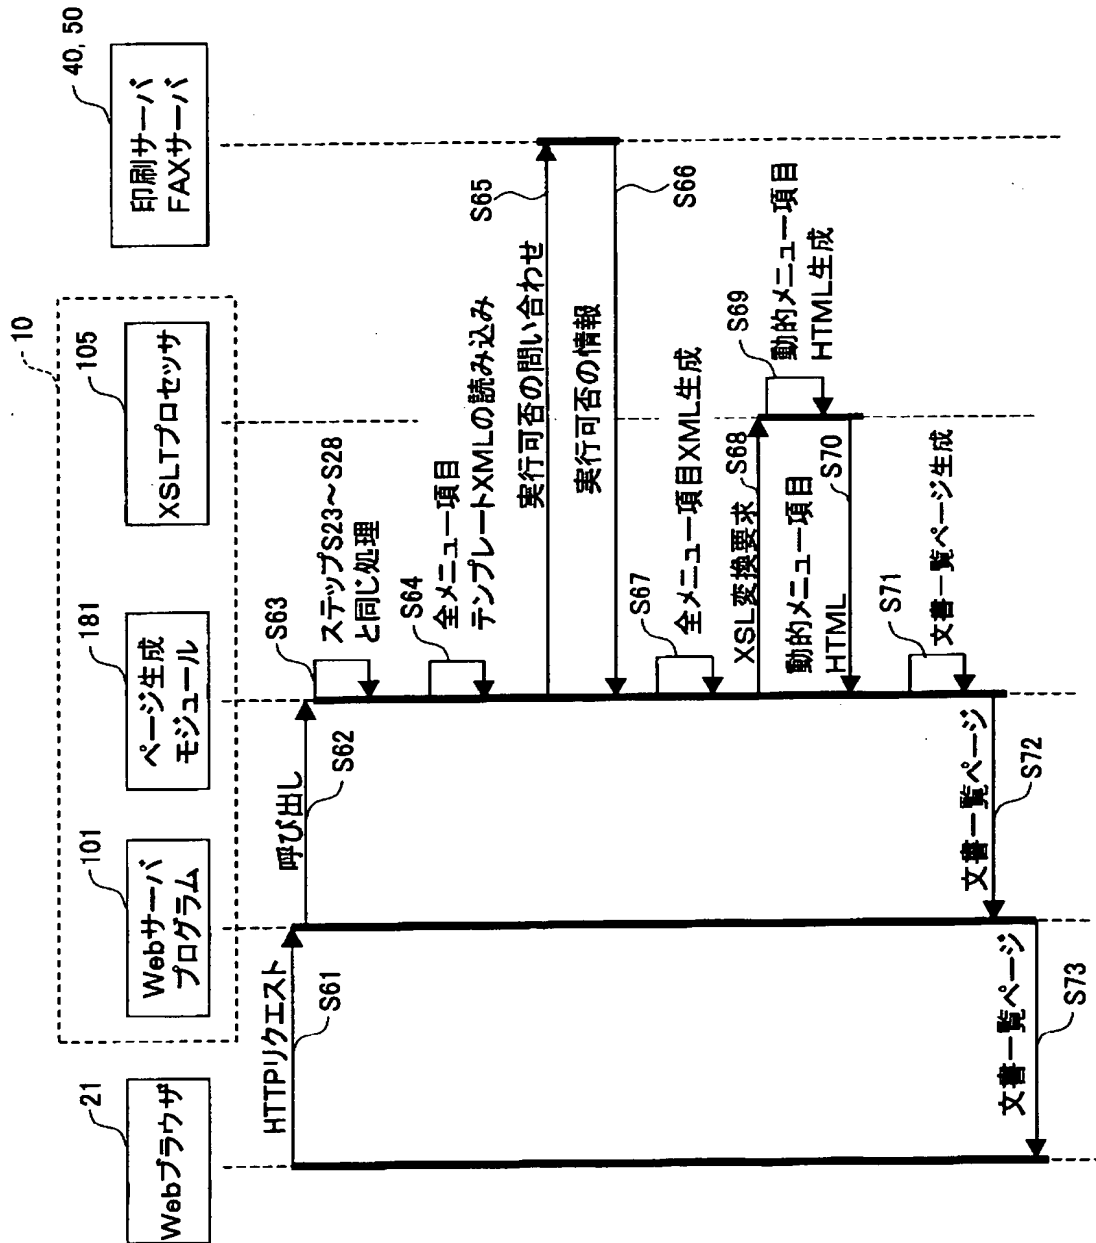 10
21
Webブラウザ
101
Webサーバ
プログラム
181
ページ生成
モジュール
105
XSLTプロセッサ
40, 50
印刷サーバ
FAXサーバ
HTTPリクエスト
S61
呼び出し
S62
S63
ステップS23～S28
と同じ処理
S64
全メニュー項目
テンプレートXMLの読み込み
実行可否の問い合わせ
S65
実行可否の情報
S66
S67
全メニュー項目XML生成
XSL変換要求
S68
S69
動的メニュー項目
HTML生成
動的メニュー項目
HTML
S70
S71
文書一覧ページ生成
文書一覧ページ
S72
文書一覧ページ
S73